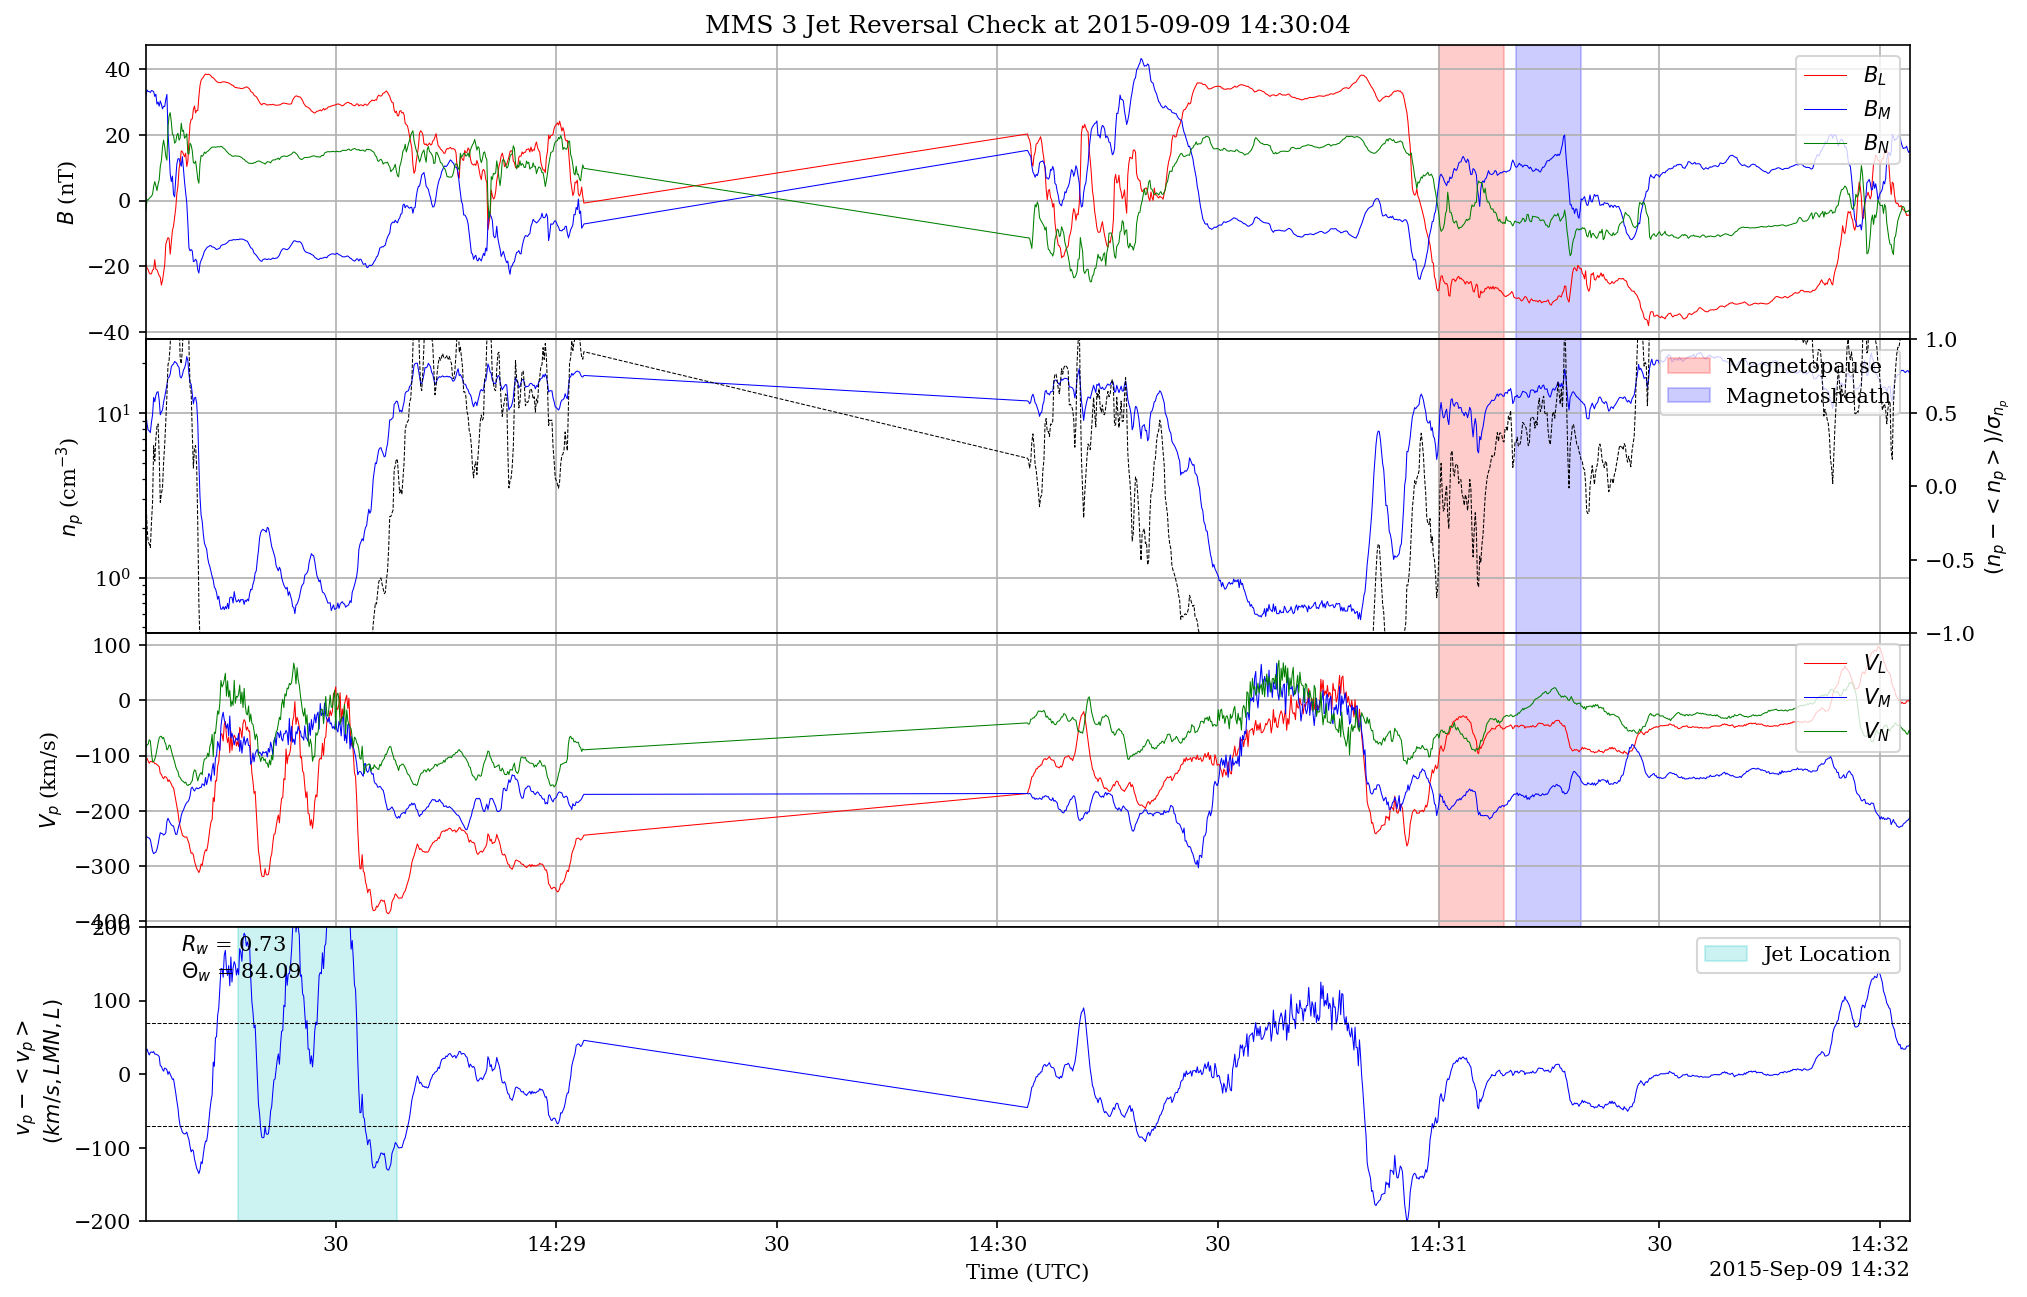 MMS 3 Jet Reversal Check at 2015-09-09 14:30:04
40
20
0
−20
−40
B (nT)
B_L
B_M
B_N
10^1
10^0
n_p (cm^{-3})
1.0
0.5
0.0
−0.5
−1.0
(n_p − < n_p >)/σ_{n_p}
Magnetopause
Magnetosheath
100
0
−100
−200
−300
−400
V_p (km/s)
V_L
V_M
V_N
200
100
0
−100
−200
v_p − < v_p >
(km/s, LMN, L)
R_w = 0.73
Θ_w = 84.09
Jet Location
30 14:29 30 14:30 30 14:31 30 14:32
Time (UTC)
2015-Sep-09 14:32